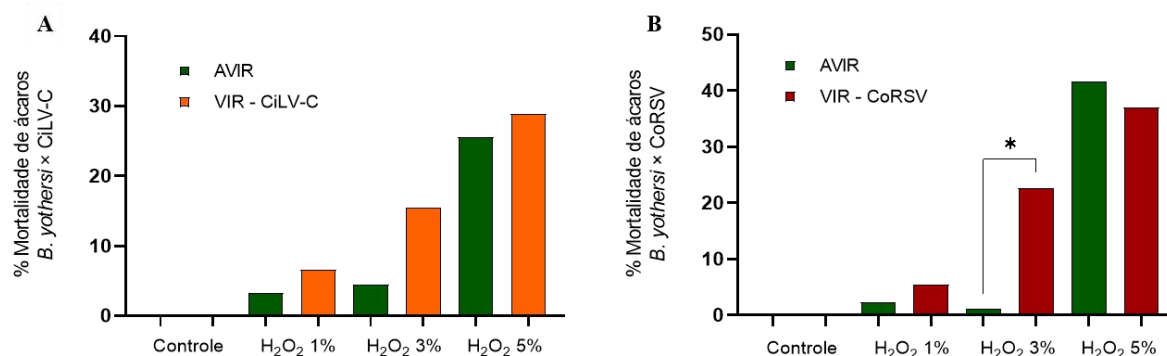 A
% Mortalidade de ácaros
B. yothersi × CiLV-C
40
30
20
10
0
AVIR
VIR - CiLV-C
Controle
H₂O₂ 1%
H₂O₂ 3%
H₂O₂ 5%
B
% Mortalidade de ácaros
B. yothersi × CoRSV
50
40
30
20
10
0
AVIR
VIR - CoRSV
*
Controle
H₂O₂ 1%
H₂O₂ 3%
H₂O₂ 5%